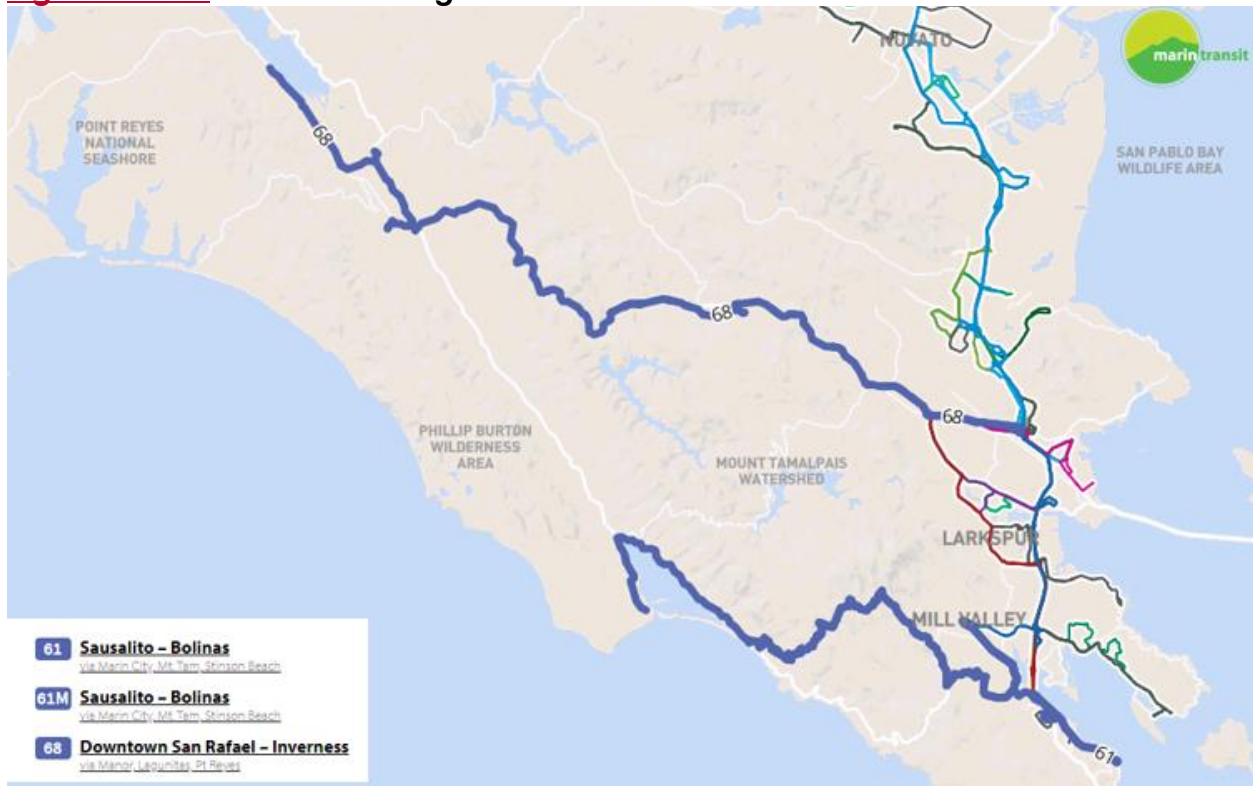 68
POINT REYES
NATIONAL
SEASHORE
NOVATO
marintransit
SAN PABLO BAY
WILDLIFE AREA
68
68
PHILLIP BURTON
WILDERNESS
AREA
MOUNT TAMALPAIS
WATERSHED
LARKSPUR
MILL VALLEY
61
61 Sausalito – Bolinas
via Marin City, Mt Tam, Stinson Beach
61M Sausalito – Bolinas
via Marin City, Mt Tam, Stinson Beach
68 Downtown San Rafael – Inverness
via Manor, Lagunitas, Pt Reyes